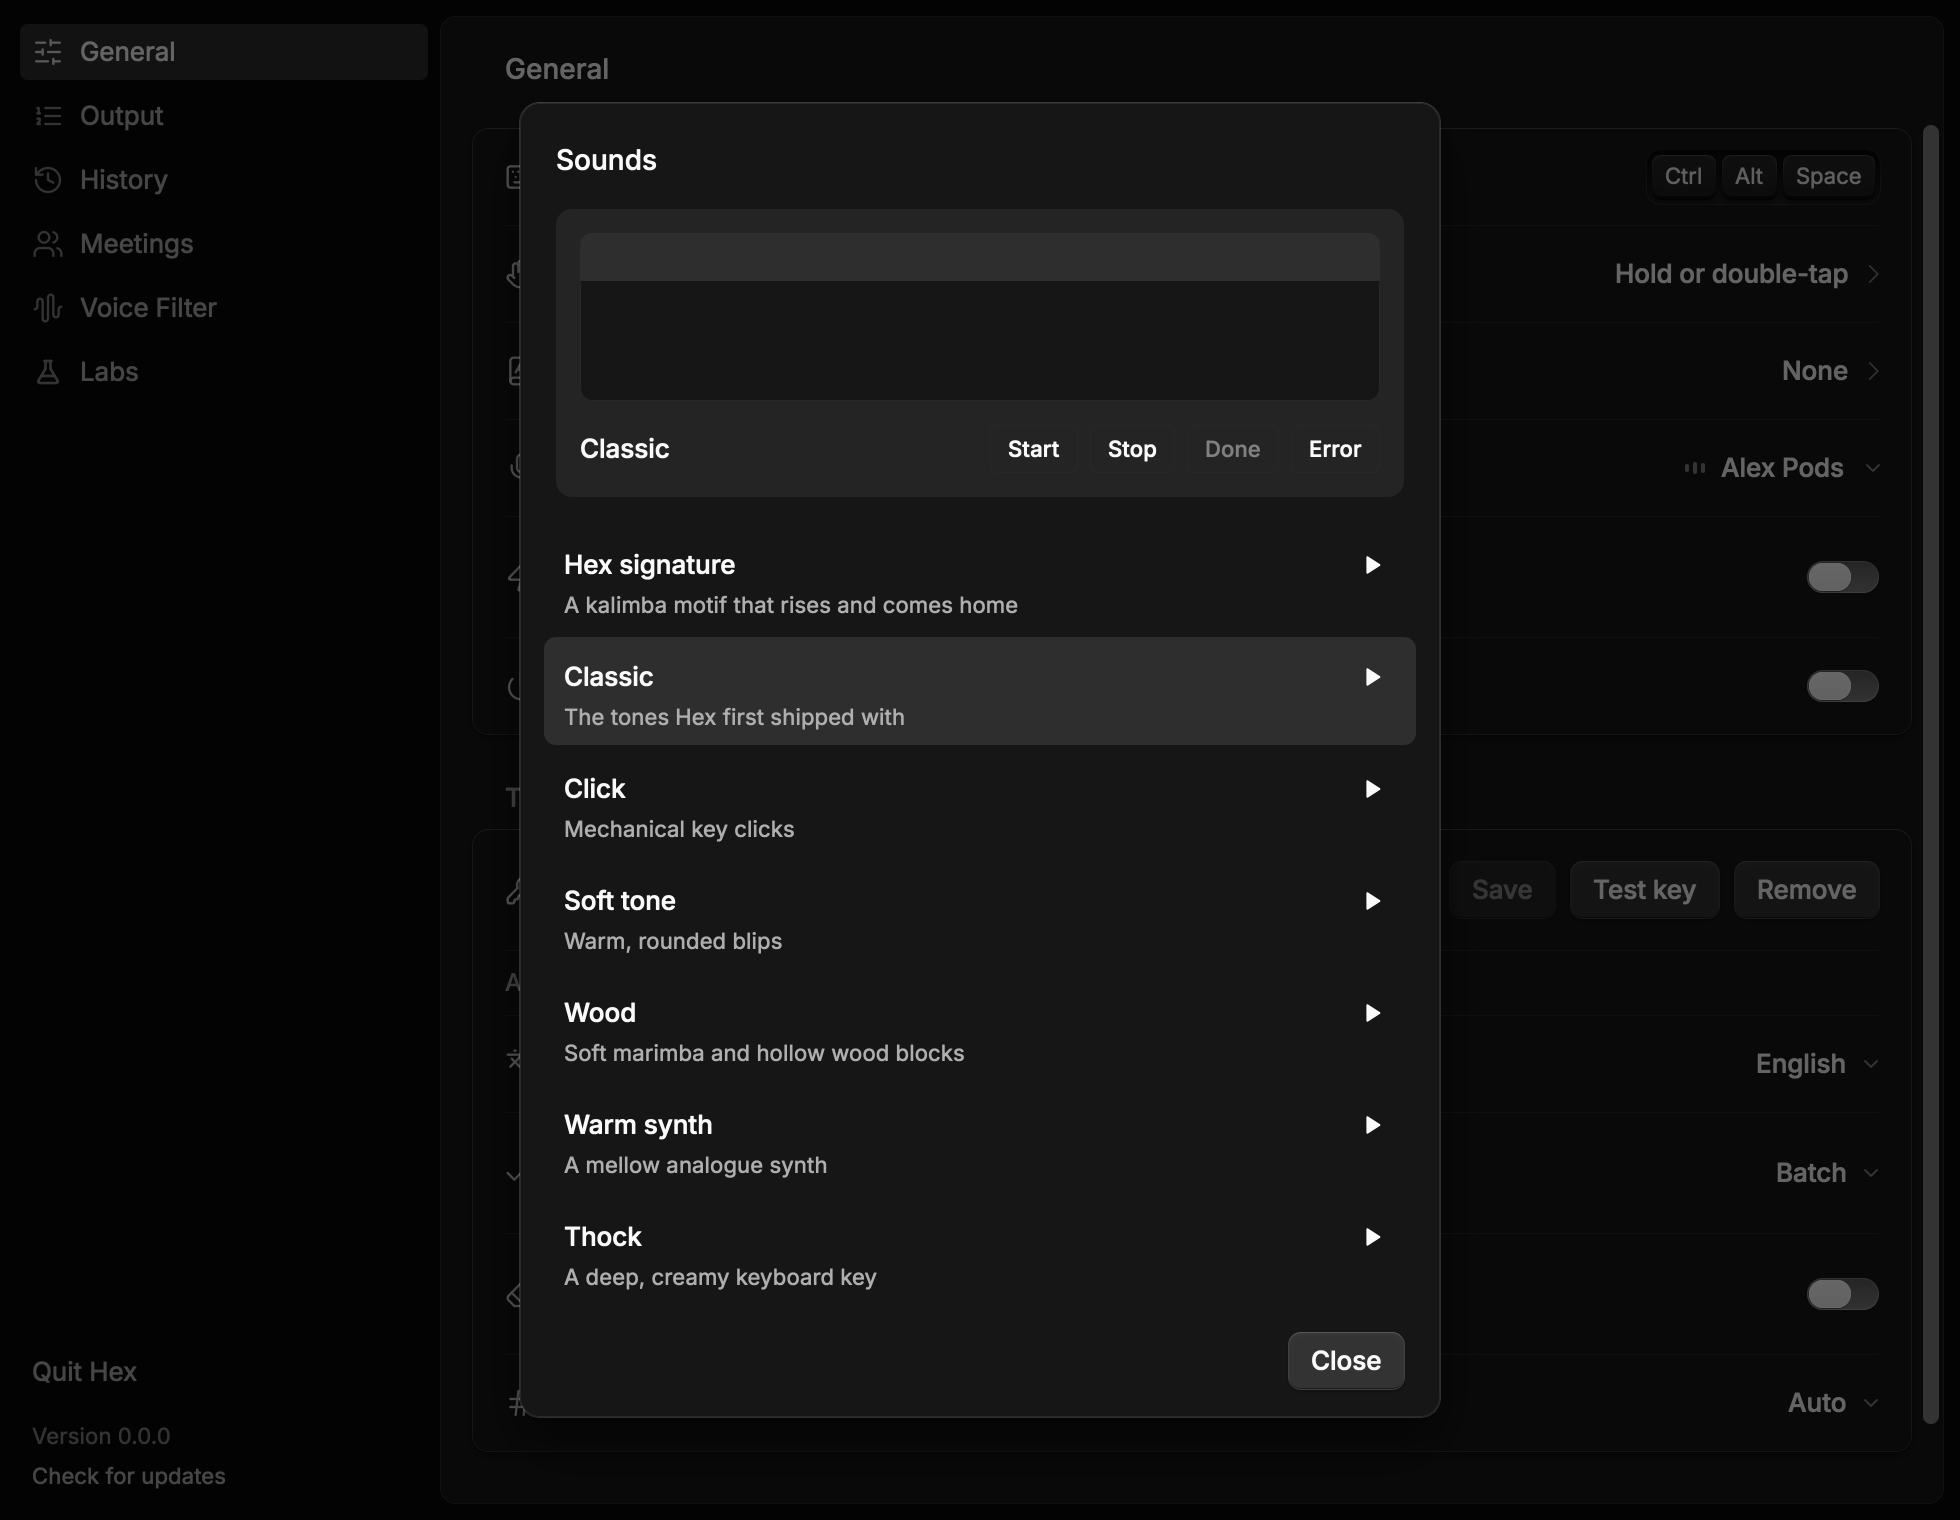 General
Output
History
Meetings
Voice Filter
Labs
Quit Hex
Version 0.0.0
Check for updates
General
Ctrl Alt Space
Hold or double-tap
None
Alex Pods
Save Test key Remove
English
Batch
Auto
Sounds
Classic Start Stop Done Error
Hex signature
A kalimba motif that rises and comes home
Classic
The tones Hex first shipped with
Click
Mechanical key clicks
Soft tone
Warm, rounded blips
Wood
Soft marimba and hollow wood blocks
Warm synth
A mellow analogue synth
Thock
A deep, creamy keyboard key
Close